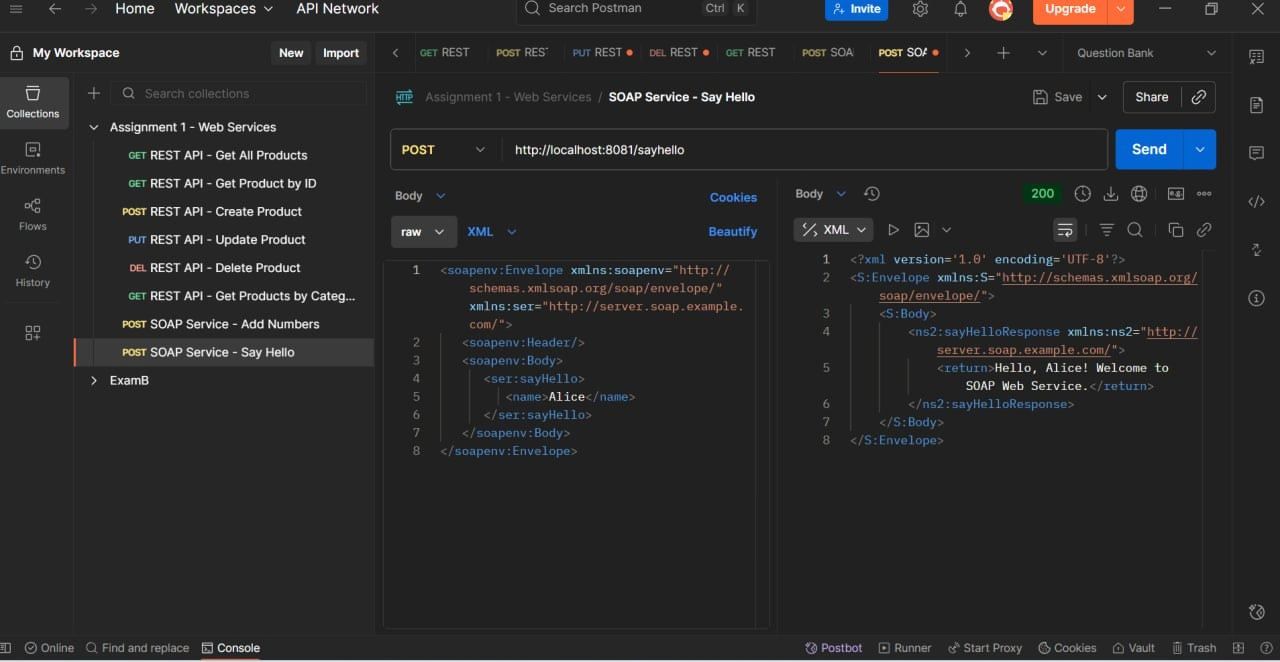 Home Workspaces API Network Search Postman Ctrl K Invite Upgrade
My Workspace New Import GET REST POST RES PUT REST DEL REST GET REST POST SOA POST SOA Question Bank
Collections
Environments
Flows
History
Search collections
Assignment 1 - Web Services
GET REST API - Get All Products
GET REST API - Get Product by ID
POST REST API - Create Product
PUT REST API - Update Product
DEL REST API - Delete Product
GET REST API - Get Products by Categ...
POST SOAP Service - Add Numbers
POST SOAP Service - Say Hello
ExamB
HTTP Assignment 1 - Web Services / SOAP Service - Say Hello Save Share
POST http://localhost:8081/sayhello Send
Body Cookies
raw XML Beautify
1 <soapenv:Envelope xmlns:soapenv="http://
schemas.xmlsoap.org/soap/envelope/"
xmlns:ser="http://server.soap.example.
com/">
2 <soapenv:Header/>
3 <soapenv:Body>
4 <ser:sayHello>
5 <name>Alice</name>
6 </ser:sayHello>
7 </soapenv:Body>
8 </soapenv:Envelope>
Body 200 e.g.
XML
1 <?xml version='1.0' encoding='UTF-8'?>
2 <S:Envelope xmlns:S="http://schemas.xmlsoap.org/
soap/envelope/">
3 <S:Body>
4 <ns2:sayHelloResponse xmlns:ns2="http://
server.soap.example.com/">
5 <return>Hello, Alice! Welcome to
SOAP Web Service.</return>
6 </ns2:sayHelloResponse>
7 </S:Body>
8 </S:Envelope>
Online Find and replace Console Postbot Runner Start Proxy Cookies Vault Trash